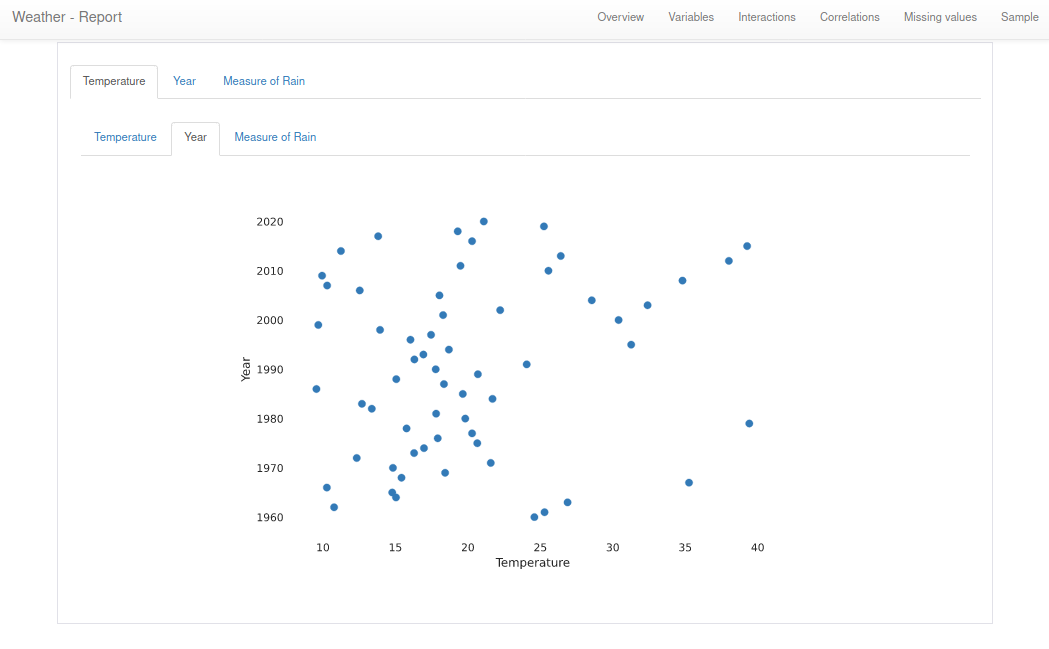 Weather - Report Overview Variables Interactions Correlations Missing values Sample
Temperature Year Measure of Rain
Temperature Year Measure of Rain
2020
2010
2000
1990
1980
1970
1960
Year
10 15 20 25 30 35 40
Temperature